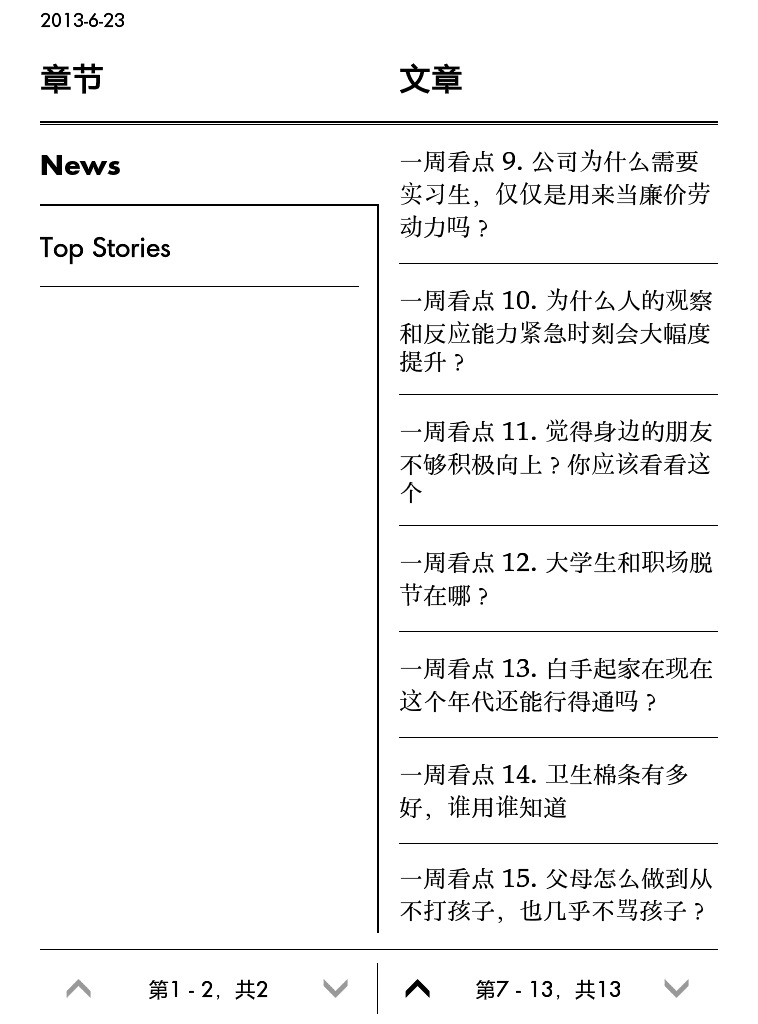 2013-6-23
章节
文章
News
Top Stories
一周看点 9. 公司为什么需要
实习生，仅仅是用来当廉价劳
动力吗？
一周看点 10. 为什么人的观察
和反应能力紧急时刻会大幅度
提升？
一周看点 11. 觉得身边的朋友
不够积极向上？你应该看看这
个
一周看点 12. 大学生和职场脱
节在哪？
一周看点 13. 白手起家在现在
这个年代还能行得通吗？
一周看点 14. 卫生棉条有多
好，谁用谁知道
一周看点 15. 父母怎么做到从
不打孩子，也几乎不骂孩子？
第1 - 2，共2
第7 - 13，共13